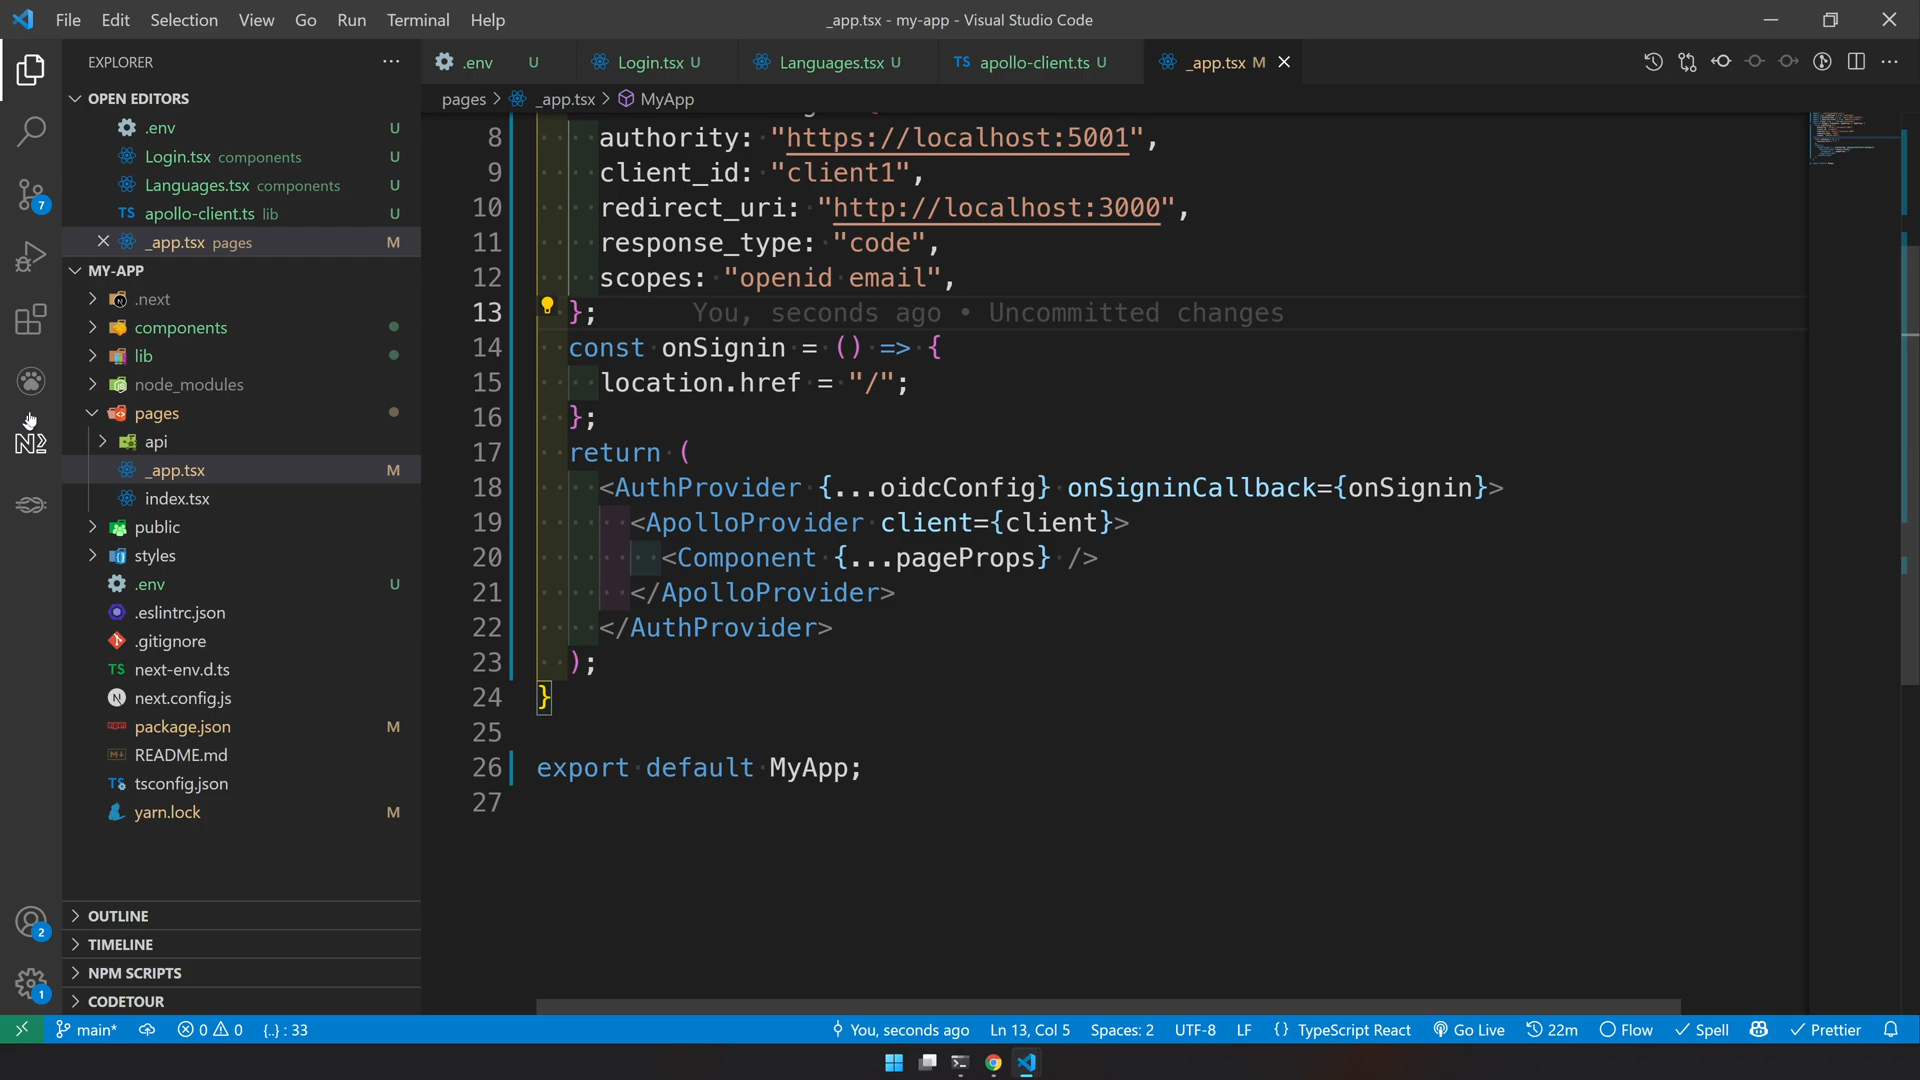 File Edit Selection View Go Run Terminal Help
_app.tsx - my-app - Visual Studio Code
EXPLORER
OPEN EDITORS
.env U
Login.tsx components U
Languages.tsx components U
apollo-client.ts lib U
_app.tsx pages M
MY-APP
.next
components
lib
node_modules
pages
api
_app.tsx M
index.tsx
public
styles
.env U
.eslintrc.json
.gitignore
next-env.d.ts
next.config.js
package.json M
README.md
tsconfig.json
yarn.lock M
OUTLINE
TIMELINE
NPM SCRIPTS
CODETOUR
7
2
1
.env U
Login.tsx U
Languages.tsx U
TS apollo-client.ts U
_app.tsx M
pages > _app.tsx > MyApp
8 authority: "https://localhost:5001",
9 client_id: "client1",
10 redirect_uri: "http://localhost:3000",
11 response_type: "code",
12 scopes: "openid email",
13 }; You, seconds ago • Uncommitted changes
14 const onSignin = () => {
15 location.href = "/";
16 };
17 return (
18 <AuthProvider {...oidcConfig} onSigninCallback={onSignin}>
19 <ApolloProvider client={client}>
20 <Component {...pageProps} />
21 </ApolloProvider>
22 </AuthProvider>
23 );
24 }
25
26 export default MyApp;
27
main* 0 0 {..} : 33 You, seconds ago Ln 13, Col 5 Spaces: 2 UTF-8 LF {} TypeScript React Go Live 22m Flow Spell Prettier